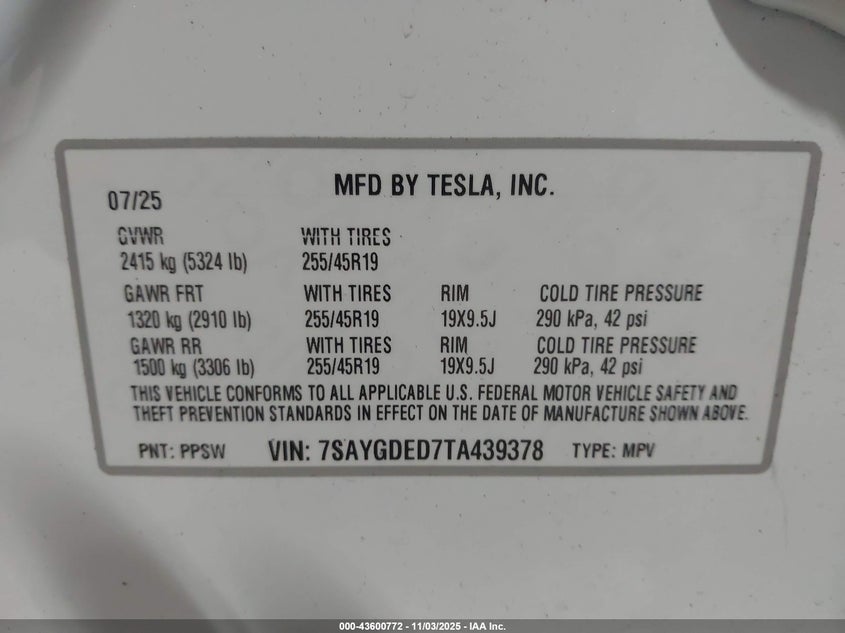 MFD BY TESLA, INC.
07/25
GVWR WITH TIRES
2415 kg (5324 lb) 255/45R19
GAWR FRT WITH TIRES RIM COLD TIRE PRESSURE
1320 kg (2910 lb) 255/45R19 19X9.5J 290 kPa, 42 psi
GAWR RR WITH TIRES RIM COLD TIRE PRESSURE
1500 kg (3306 lb) 255/45R19 19X9.5J 290 kPa, 42 psi
THIS VEHICLE CONFORMS TO ALL APPLICABLE U.S. FEDERAL MOTOR VEHICLE SAFETY AND
THEFT PREVENTION STANDARDS IN EFFECT ON THE DATE OF MANUFACTURE SHOWN ABOVE.
PNT: PPSW VIN: 7SAYGDED7TA439378 TYPE: MPV
000-43600772 - 11/03/2025 - IAA Inc.